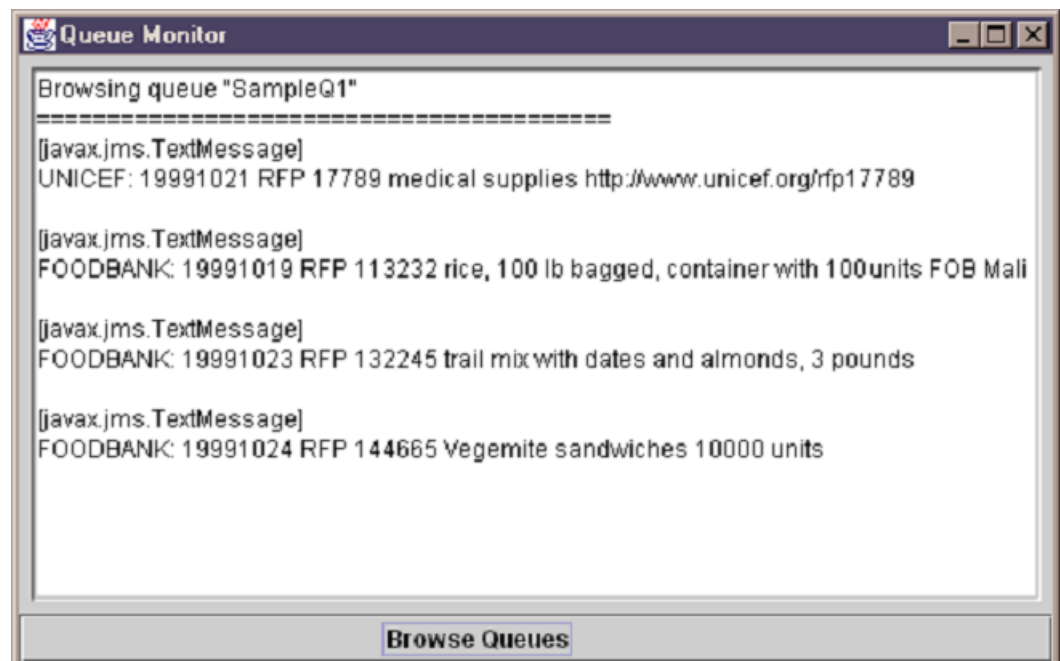 Queue Monitor
Browsing queue "SampleQ1"
=========================================
[javax.jms.TextMessage]
UNICEF: 19991021 RFP 17789 medical supplies http://www.unicef.org/rfp17789
[javax.jms.TextMessage]
FOODBANK: 19991019 RFP 113232 rice, 100 lb bagged, container with 100 units FOB Mali
[javax.jms.TextMessage]
FOODBANK: 19991023 RFP 132245 trail mix with dates and almonds, 3 pounds
[javax.jms.TextMessage]
FOODBANK: 19991024 RFP 144665 Vegemite sandwiches 10000 units
Browse Queues